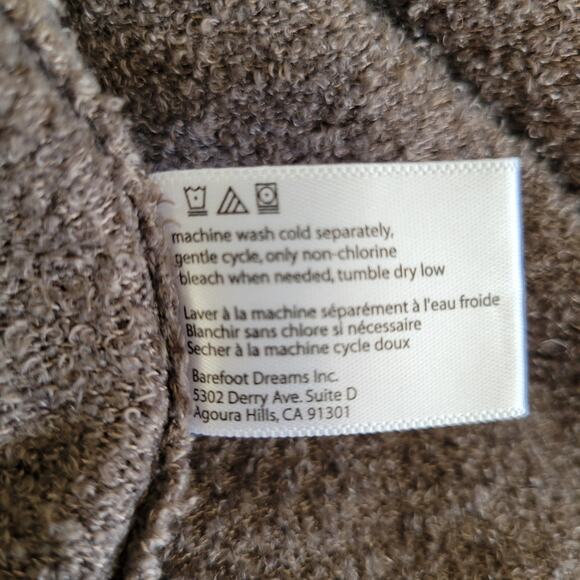 machine wash cold separately,
gentle cycle, only non-chlorine
bleach when needed, tumble dry low
Laver à la machine séparément à l'eau froide
Blanchir sans chlore si nécessaire
Secher à la machine cycle doux
Barefoot Dreams Inc.
5302 Derry Ave. Suite D
Agoura Hills, CA 91301